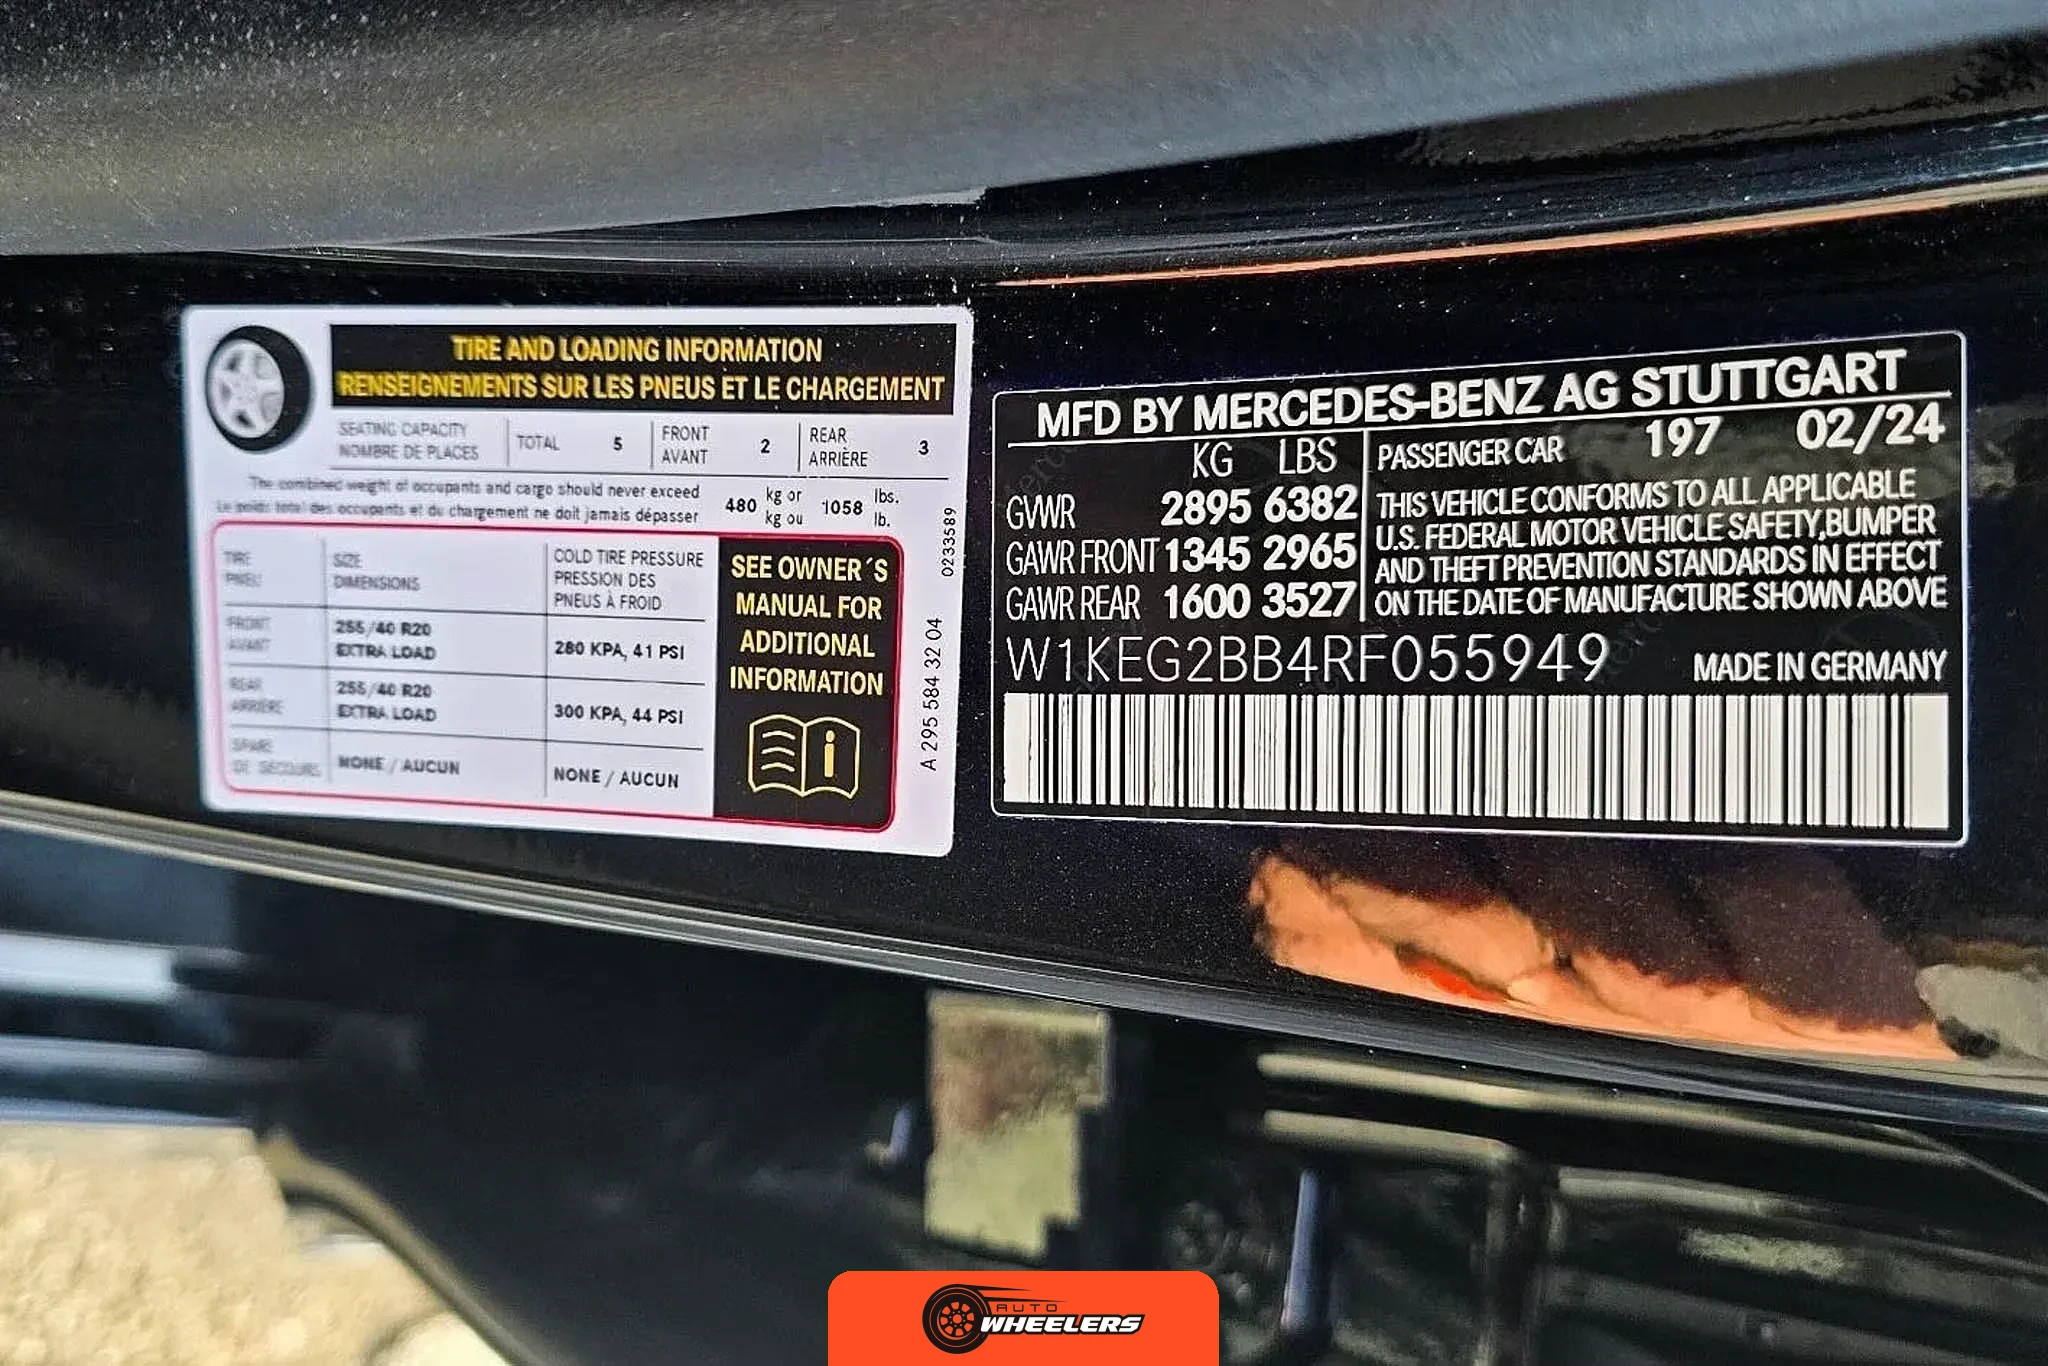 TIRE AND LOADING INFORMATION
RENSEIGNEMENTS SUR LES PNEUS ET LE CHARGEMENT
SEATING CAPACITY
NOMBRE DE PLACES
TOTAL 5
FRONT
AVANT
2
REAR
ARRIÈRE
3
The combined weight of occupants and cargo should never exceed
Le poids total des occupants et du chargement ne doit jamais dépasser
480 kg or
kg ou
1058 lbs.
lb.
TIRE
PNEU
SIZE
DIMENSIONS
COLD TIRE PRESSURE
PRESSION DES
PNEUS À FROID
FRONT
AVANT
255/40 R20
EXTRA LOAD
280 KPA, 41 PSI
REAR
ARRIÈRE
255/40 R20
EXTRA LOAD
300 KPA, 44 PSI
SPARE
DE SECOURS
NONE / AUCUN
NONE / AUCUN
SEE OWNER´S
MANUAL FOR
ADDITIONAL
INFORMATION
i
A 295 584 32 04
0233589
MFD BY MERCEDES-BENZ AG STUTTGART
KG LBS
GVWR 2895 6382
GAWR FRONT 1345 2965
GAWR REAR 1600 3527
PASSENGER CAR 197 02/24
THIS VEHICLE CONFORMS TO ALL APPLICABLE
U.S. FEDERAL MOTOR VEHICLE SAFETY,BUMPER
AND THEFT PREVENTION STANDARDS IN EFFECT
ON THE DATE OF MANUFACTURE SHOWN ABOVE
W1KEG2BB4RF055949
MADE IN GERMANY
AUTO
WHEELERS